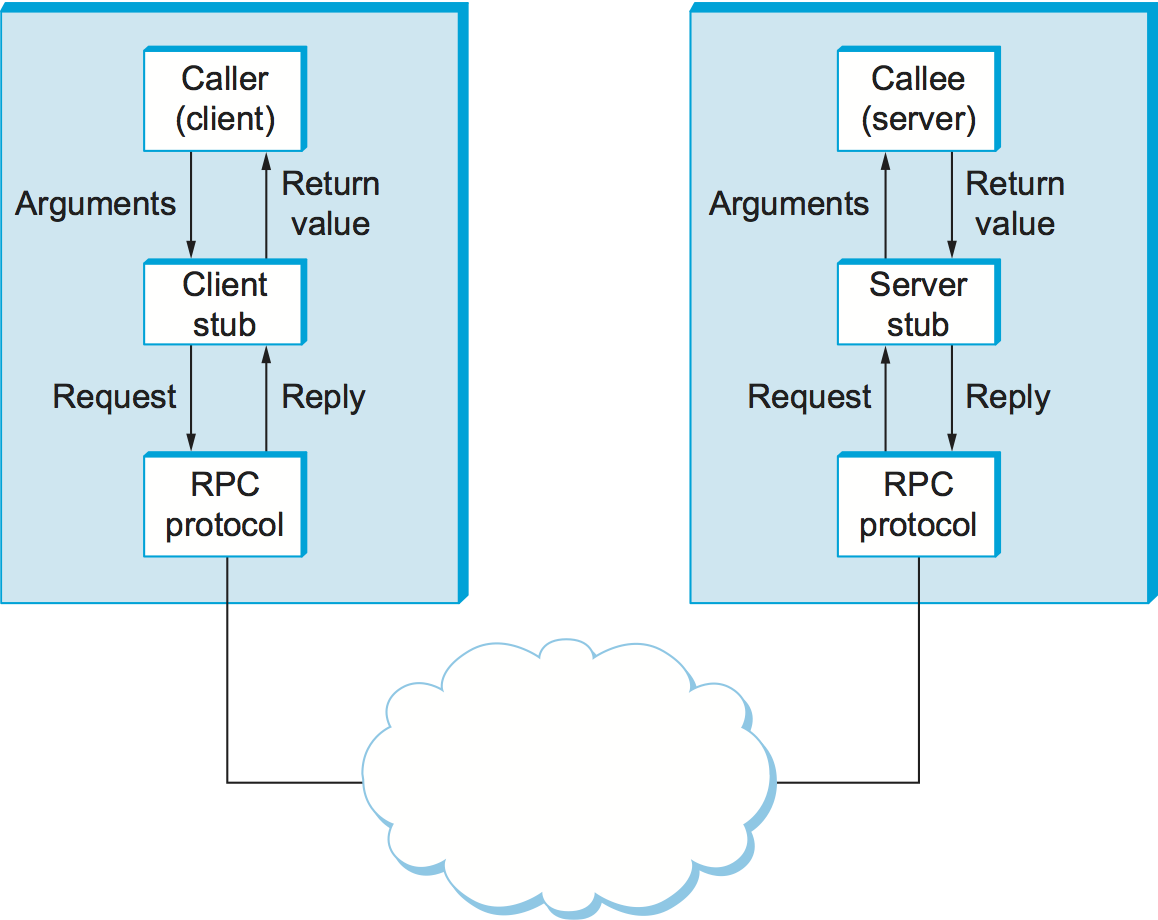 Caller
(client)
Arguments
Return
value
Client
stub
Request
Reply
RPC
protocol
Callee
(server)
Arguments
Return
value
Server
stub
Request
Reply
RPC
protocol